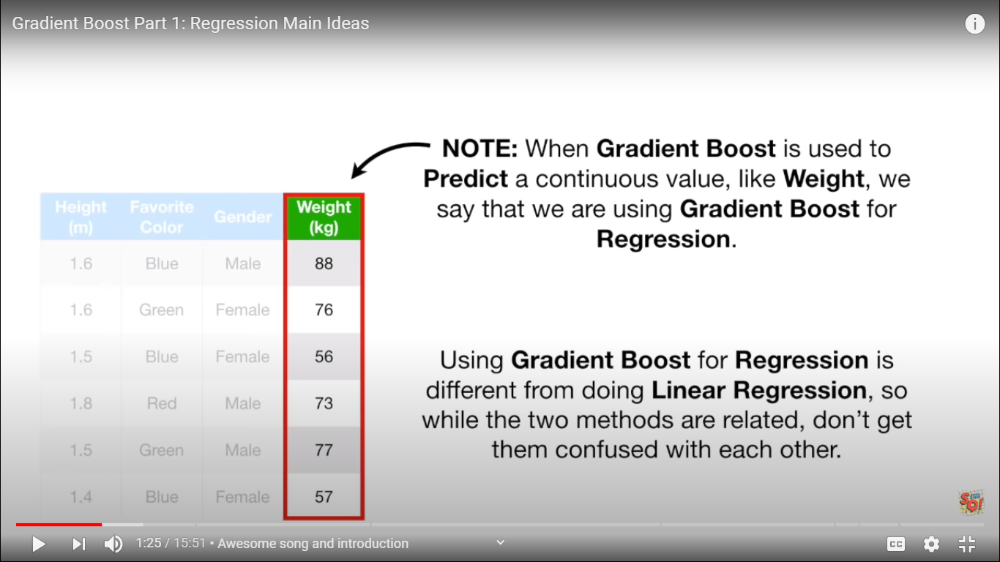 Gradient Boost Part 1: Regression Main Ideas
NOTE: When Gradient Boost is used to
Predict a continuous value, like Weight, we
say that we are using Gradient Boost for
Regression.
Height (m) Favorite Color Gender Weight (kg)
1.6 Blue Male 88
1.6 Green Female 76
1.5 Blue Female 56
1.8 Red Male 73
1.5 Green Male 77
1.4 Blue Female 57
Using Gradient Boost for Regression is
different from doing Linear Regression, so
while the two methods are related, don't get
them confused with each other.
SQ!
1:25 / 15:51 • Awesome song and introduction
CC